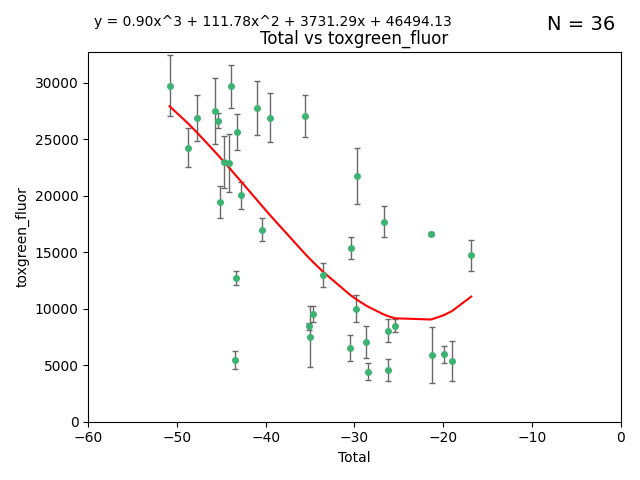 y = 0.90x^3 + 111.78x^2 + 3731.29x + 46494.13
N = 36
Total vs toxgreen_fluor
30000
25000
20000
15000
10000
5000
0
toxgreen_fluor
−60
−50
−40
−30
−20
−10
0
Total